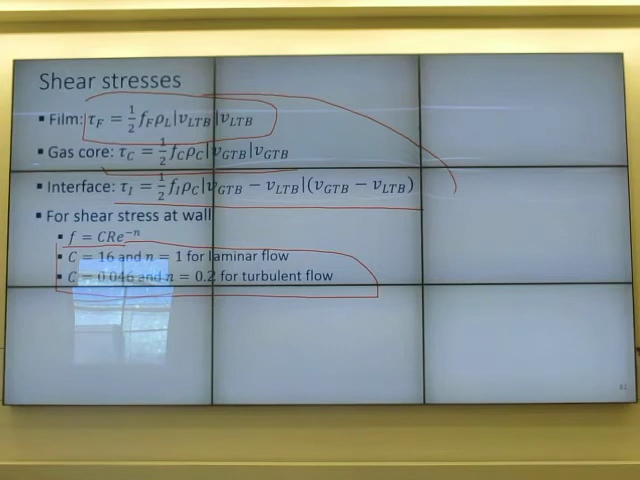 Shear stresses
▪ Film: τ_F = 1/2 f_F ρ_L |v_LTB| v_LTB
▪ Gas core: τ_C = 1/2 f_C ρ_C |v_GTB| v_GTB
▪ Interface: τ_I = 1/2 f_I ρ_C |v_GTB − v_LTB| (v_GTB − v_LTB)
▪ For shear stress at wall
▪ f = CRe^−n
▪ C = 16 and n = 1 for laminar flow
▪ C = 0.046 and n = 0.2 for turbulent flow